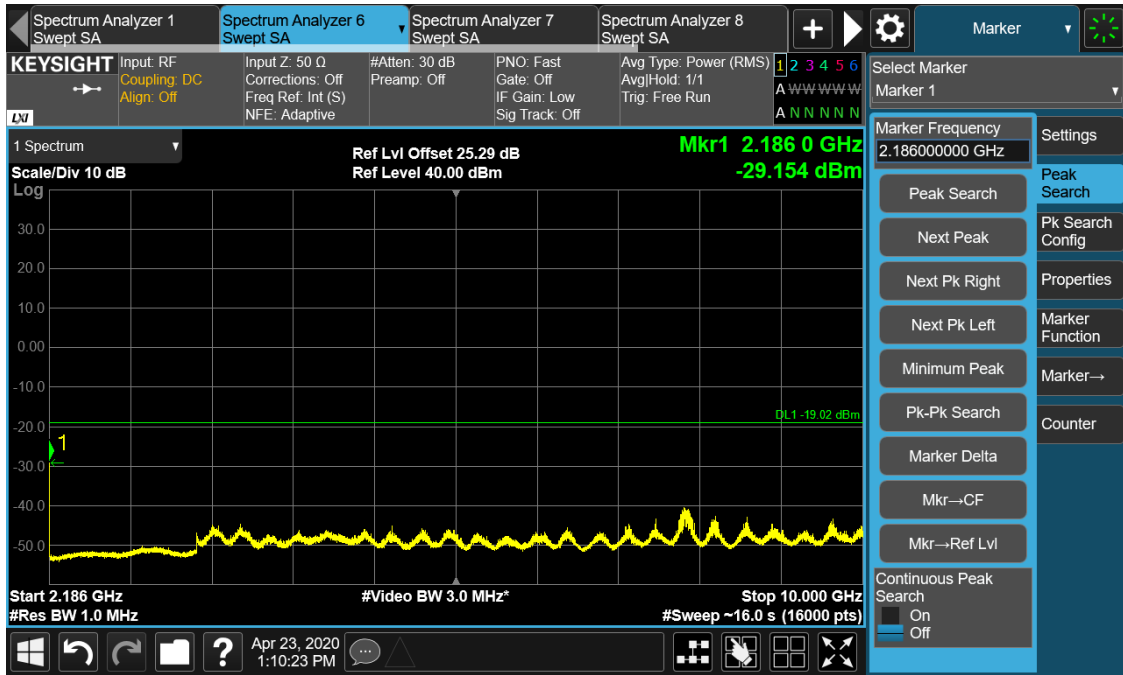 Spectrum Analyzer 1
Swept SA
Spectrum Analyzer 6
Swept SA
Spectrum Analyzer 7
Swept SA
Spectrum Analyzer 8
Swept SA
+
Marker
KEYSIGHT
LXI
Input: RF
Coupling: DC
Align: Off
Input Z: 50 Ω
Corrections: Off
Freq Ref: Int (S)
NFE: Adaptive
#Atten: 30 dB
Preamp: Off
PNO: Fast
Gate: Off
IF Gain: Low
Sig Track: Off
Avg Type: Power (RMS)
Avg|Hold: 1/1
Trig: Free Run
1 2 3 4 5 6
A W W W W W
A N N N N N
Select Marker
Marker 1
1 Spectrum
Scale/Div 10 dB
Ref Lvl Offset 25.29 dB
Ref Level 40.00 dBm
Mkr1 2.186 0 GHz
-29.154 dBm
Log
30.0
20.0
10.0
0.00
-10.0
-20.0
-30.0
-40.0
-50.0
DL1 -19.02 dBm
1
Start 2.186 GHz
#Res BW 1.0 MHz
#Video BW 3.0 MHz*
Stop 10.000 GHz
#Sweep ~16.0 s (16000 pts)
Marker Frequency
2.186000000 GHz
Peak Search
Next Peak
Next Pk Right
Next Pk Left
Minimum Peak
Pk-Pk Search
Marker Delta
Mkr→CF
Mkr→Ref Lvl
Continuous Peak
Search
On
Off
Settings
Peak
Search
Pk Search
Config
Properties
Marker
Function
Marker→
Counter
?
Apr 23, 2020
1:10:23 PM